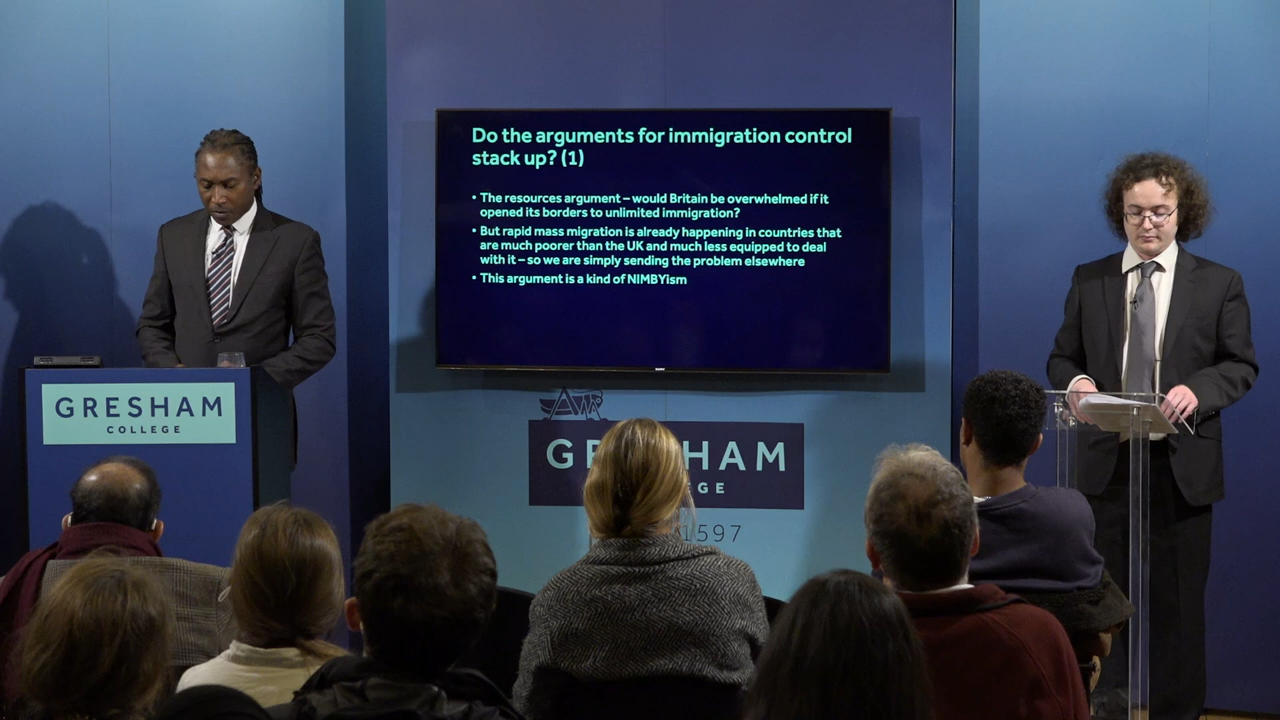 Do the arguments for immigration control
stack up? (1)
• The resources argument – would Britain be overwhelmed if it
opened its borders to unlimited immigration?
• But rapid mass migration is already happening in countries that
are much poorer than the UK and much less equipped to deal
with it – so we are simply sending the problem elsewhere
• This argument is a kind of NIMBYism
SONY
GRESHAM
COLLEGE
G HAM
GE
1597